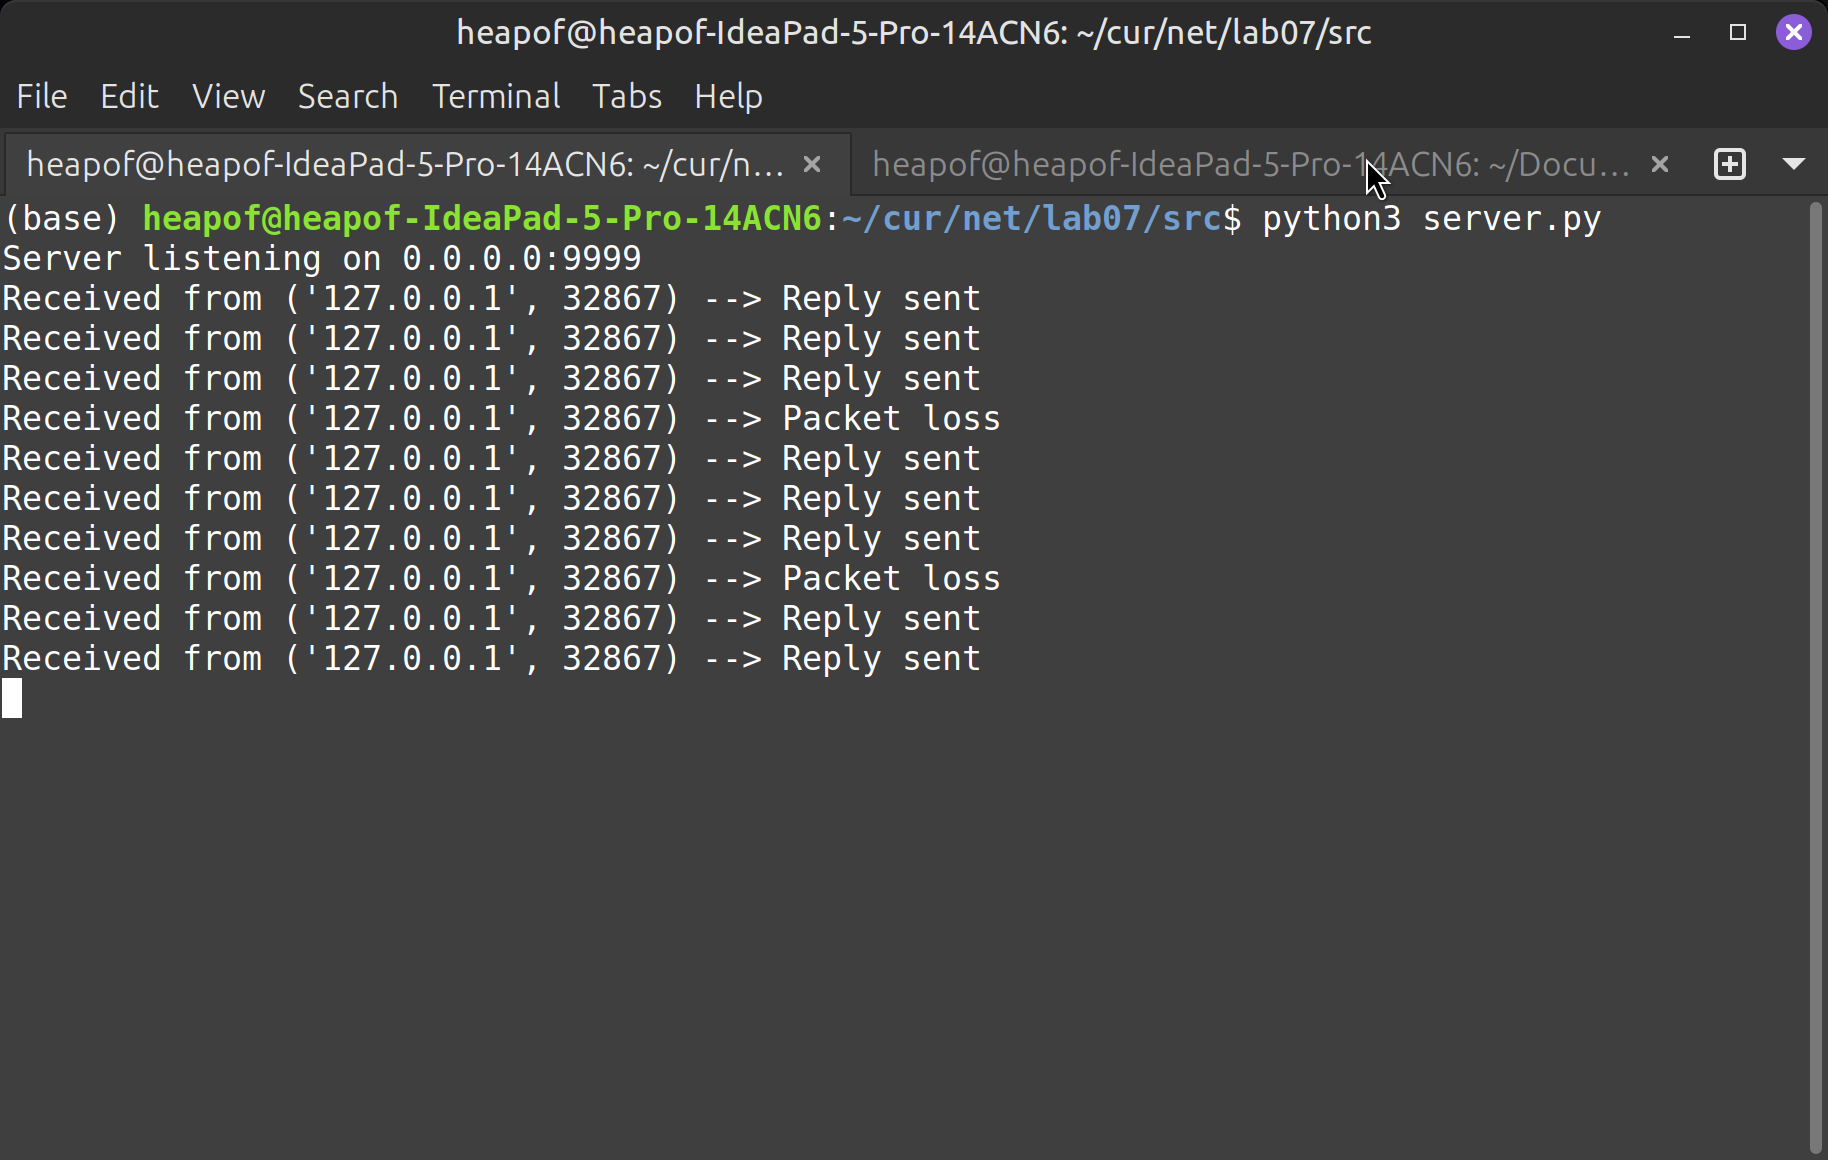 heapof@heapof-IdeaPad-5-Pro-14ACN6: ~/cur/net/lab07/src
File Edit View Search Terminal Tabs Help
heapof@heapof-IdeaPad-5-Pro-14ACN6: ~/cur/n... heapof@heapof-IdeaPad-5-Pro-14ACN6: ~/Docu...
(base) heapof@heapof-IdeaPad-5-Pro-14ACN6:~/cur/net/lab07/src$ python3 server.py
Server listening on 0.0.0.0:9999
Received from ('127.0.0.1', 32867) --> Reply sent
Received from ('127.0.0.1', 32867) --> Reply sent
Received from ('127.0.0.1', 32867) --> Reply sent
Received from ('127.0.0.1', 32867) --> Packet loss
Received from ('127.0.0.1', 32867) --> Reply sent
Received from ('127.0.0.1', 32867) --> Reply sent
Received from ('127.0.0.1', 32867) --> Reply sent
Received from ('127.0.0.1', 32867) --> Packet loss
Received from ('127.0.0.1', 32867) --> Reply sent
Received from ('127.0.0.1', 32867) --> Reply sent